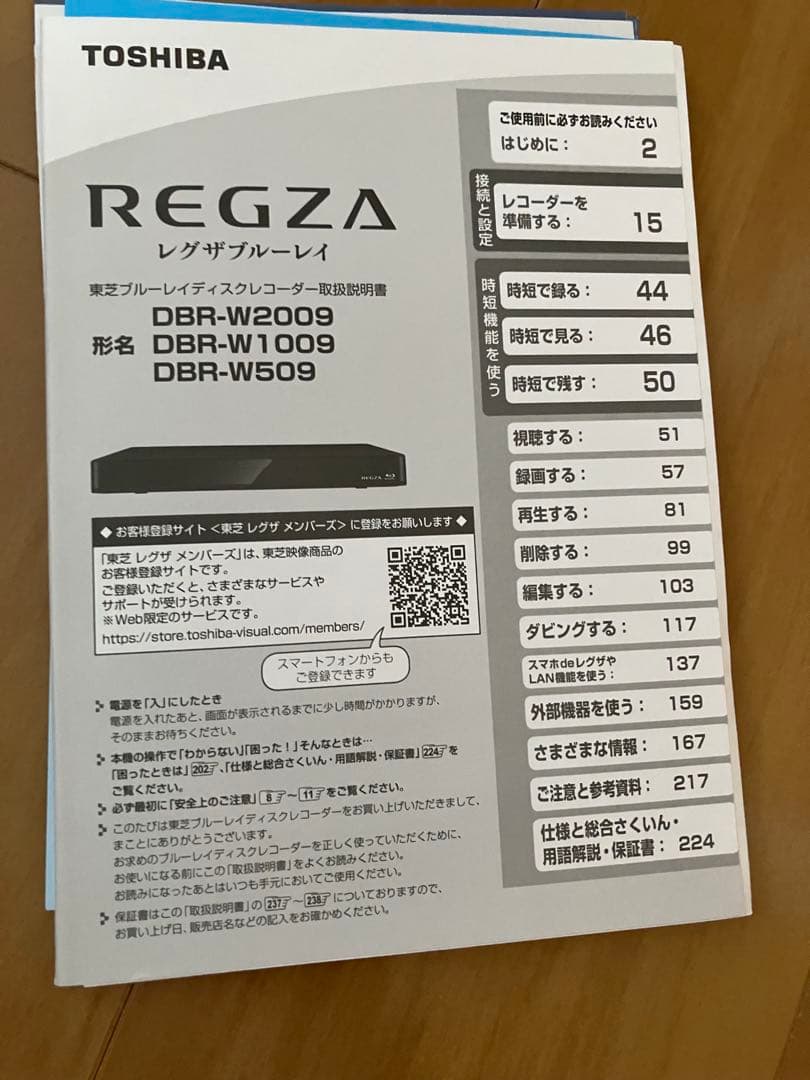 TOSHIBA
REGZA
レグザブルーレイ
東芝ブルーレイディスクレコーダー取扱説明書
形名
DBR-W2009
DBR-W1009
DBR-W509
REGZA
◆ お客様登録サイト <東芝 レグザ メンバーズ> に登録をお願いします ◆
「東芝 レグザ メンバーズ」は、東芝映像商品の
お客様登録サイトです。
ご登録いただくと、さまざまなサービスや
サポートが受けられます。
※Web限定のサービスです。
https://store.toshiba-visual.com/members/
スマートフォンからも
ご登録できます
電源を「入」にしたとき
電源を入れたあと、画面が表示されるまでに少し時間がかかりますが、
そのままお待ちください。
本機の操作で「わからない」「困った!」そんなときは…
「困ったときは」202、「仕様と総合さくいん・用語解説・保証書」224を
ご覧ください。
必ず最初に「安全上のご注意」6〜11をご覧ください。
このたびは東芝ブルーレイディスクレコーダーをお買い上げいただきまして、
まことにありがとうございます。
お求めのブルーレイディスクレコーダーを正しく使っていただくために、
お使いになる前にこの「取扱説明書」をよくお読みください。
お読みになったあとはいつも手元においてご使用ください。
保証書はこの「取扱説明書」の237〜238についておりますので、
お買い上げ日、販売店名などの記入をお確かめください。
ご使用前に必ずお読みください
はじめに: 2
接続と設定
レコーダーを
準備する: 15
時短機能を使う
時短で録る: 44
時短で見る: 46
時短で残す: 50
視聴する: 51
録画する: 57
再生する: 81
削除する: 99
編集する: 103
ダビングする: 117
スマホdeレグザや
LAN機能を使う: 137
外部機器を使う: 159
さまざまな情報: 167
ご注意と参考資料: 217
仕様と総合さくいん・
用語解説・保証書: 224